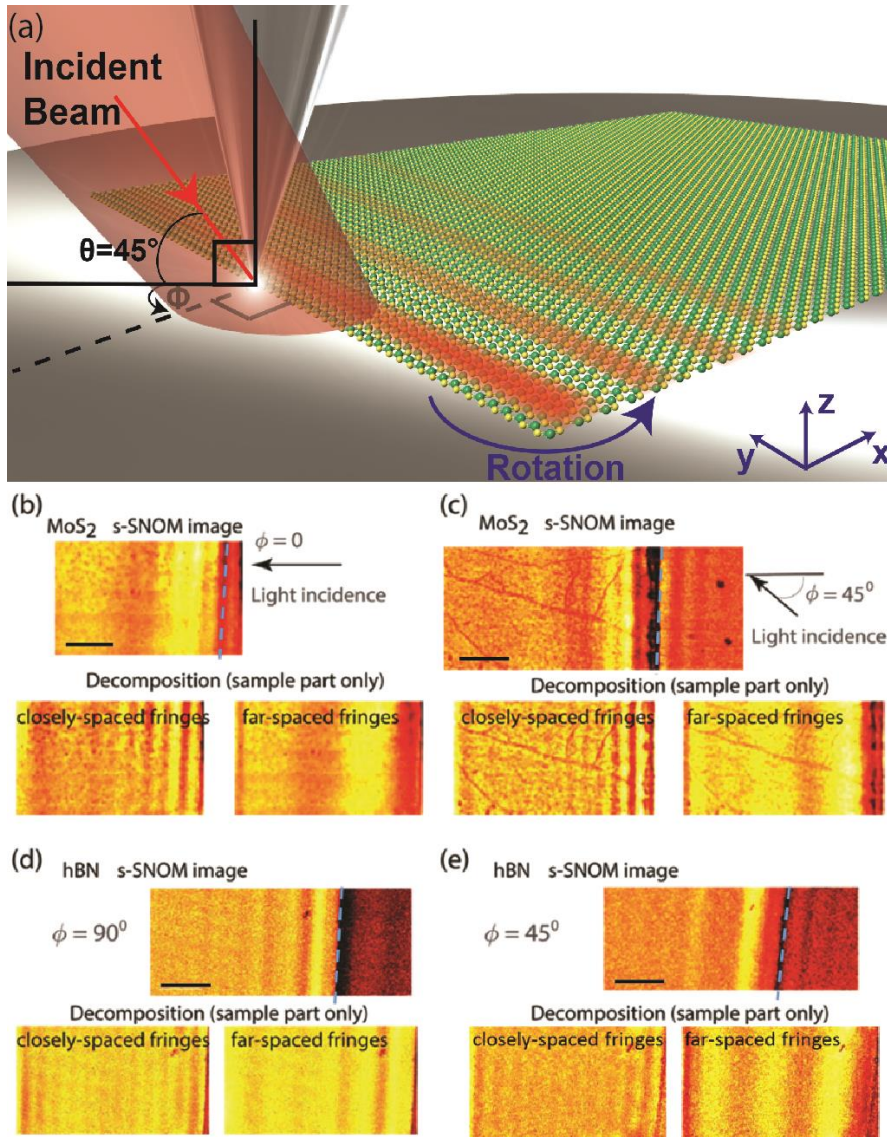 (a)
Incident
Beam
θ=45°
Φ
Rotation
z
y
x
(b)
MoS2 s-SNOM image
ϕ = 0
Light incidence
Decomposition (sample part only)
closely-spaced fringes
far-spaced fringes
(c)
MoS2 s-SNOM image
ϕ = 45°
Light incidence
Decomposition (sample part only)
closely-spaced fringes
far-spaced fringes
(d)
hBN s-SNOM image
ϕ = 90⁰
Decomposition (sample part only)
closely-spaced fringes
far-spaced fringes
(e)
hBN s-SNOM image
ϕ = 45⁰
Decomposition (sample part only)
closely-spaced fringes
far-spaced fringes